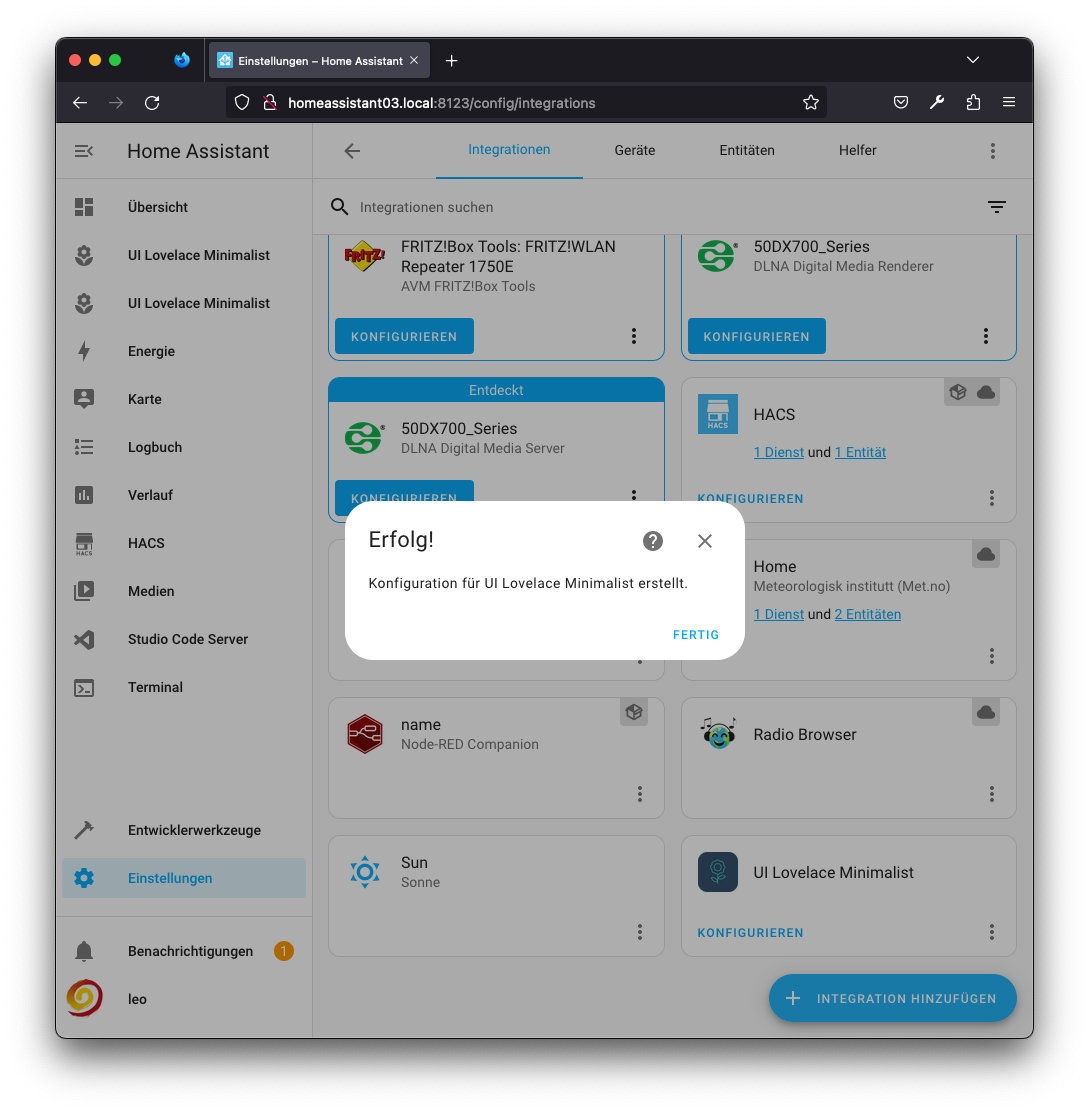 Einstellungen – Home Assistant
homeassistant03.local:8123/config/integrations
Home Assistant
Integrationen
Geräte
Entitäten
Helfer
Übersicht
UI Lovelace Minimalist
UI Lovelace Minimalist
Energie
Karte
Logbuch
Verlauf
HACS
HACS
Medien
Studio Code Server
Terminal
Entwicklerwerkzeuge
Einstellungen
Benachrichtigungen
1
leo
Integrationen suchen
FRITZ!
FRITZ!Box Tools: FRITZ!WLAN
Repeater 1750E
AVM FRITZ!Box Tools
KONFIGURIEREN
50DX700_Series
DLNA Digital Media Renderer
KONFIGURIEREN
Entdeckt
50DX700_Series
DLNA Digital Media Server
KONFIGURIEREN
HACS
HACS
1 Dienst und 1 Entität
KONFIGURIEREN
Erfolg!
Konfiguration für UI Lovelace Minimalist erstellt.
FERTIG
Home
Meteorologisk institutt (Met.no)
1 Dienst und 2 Entitäten
name
Node-RED Companion
Radio Browser
Sun
Sonne
UI Lovelace Minimalist
KONFIGURIEREN
INTEGRATION HINZUFÜGEN